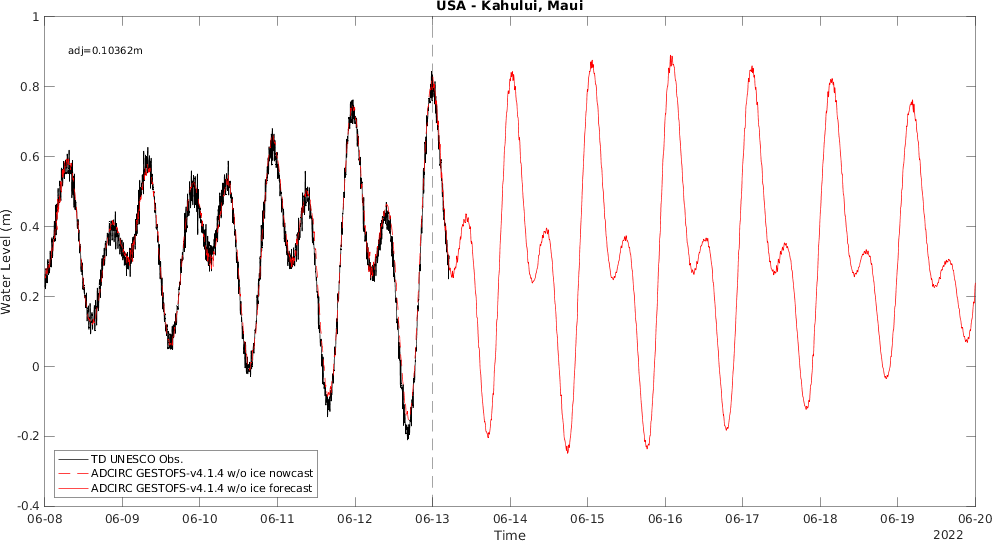 USA - Kahului, Maui
1
adj=0.10362m
0.8
0.6
0.4
Water Level (m)
0.2
0
-0.2
TD UNESCO Obs.
ADCIRC GESTOFS-v4.1.4 w/o ice nowcast
ADCIRC GESTOFS-v4.1.4 w/o ice forecast
-0.4
06-08 06-09 06-10 06-11 06-12 06-13 06-14 06-15 06-16 06-17 06-18 06-19 06-20
Time
2022